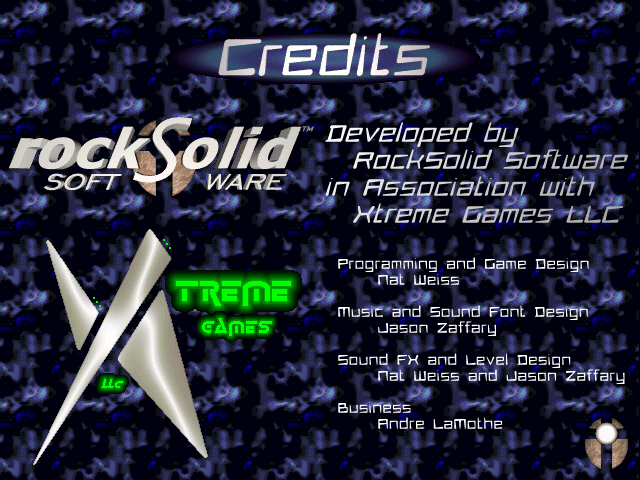 Credits
rockSolid™
SOFT WARE
Developed by
RockSolid Software
in Association with
Xtreme Games LLC
X TREME
GAMES
LLC
Programming and Game Design
Nat Weiss
Music and Sound Font Design
Jason Zaffary
Sound FX and Level Design
Nat Weiss and Jason Zaffary
Business
Andre LaMothe